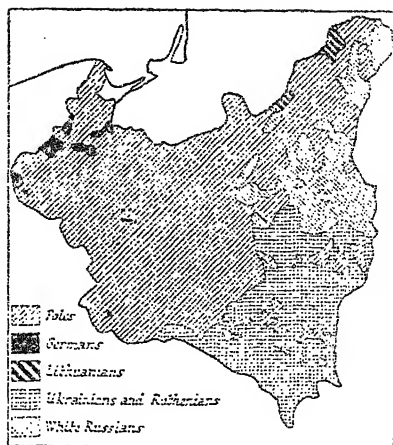 Poles
Germans
Lithuanians
Ukrainians and Ruthenians
White Russians